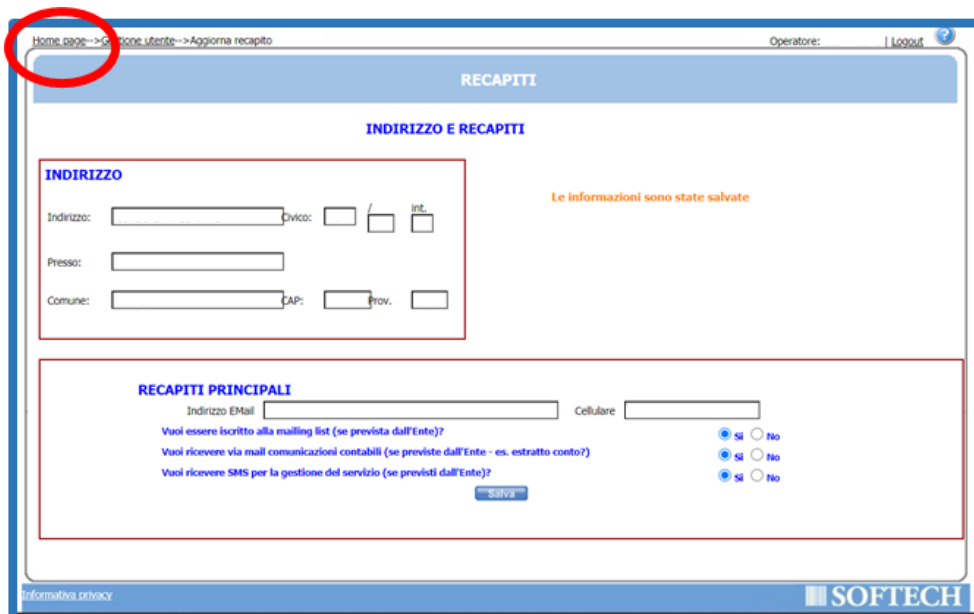 Home page-->Gestione utente-->Aggiorna recapito Operatore: | Logout ?
RECAPITI
INDIRIZZO E RECAPITI
INDIRIZZO
Le informazioni sono state salvate
Indirizzo: Civico: / int.
Presso:
Comune: CAP: Prov.
RECAPITI PRINCIPALI
Indirizzo EMail Cellulare
Vuoi essere iscritto alla mailing list (se prevista dall'Ente)? Si No
Vuoi ricevere via mail comunicazioni contabili (se previste dall'Ente - es. estratto conto?) Si No
Vuoi ricevere SMS per la gestione del servizio (se previsti dall'Ente)? Si No
Salva
Informativa privacy SOFTECH